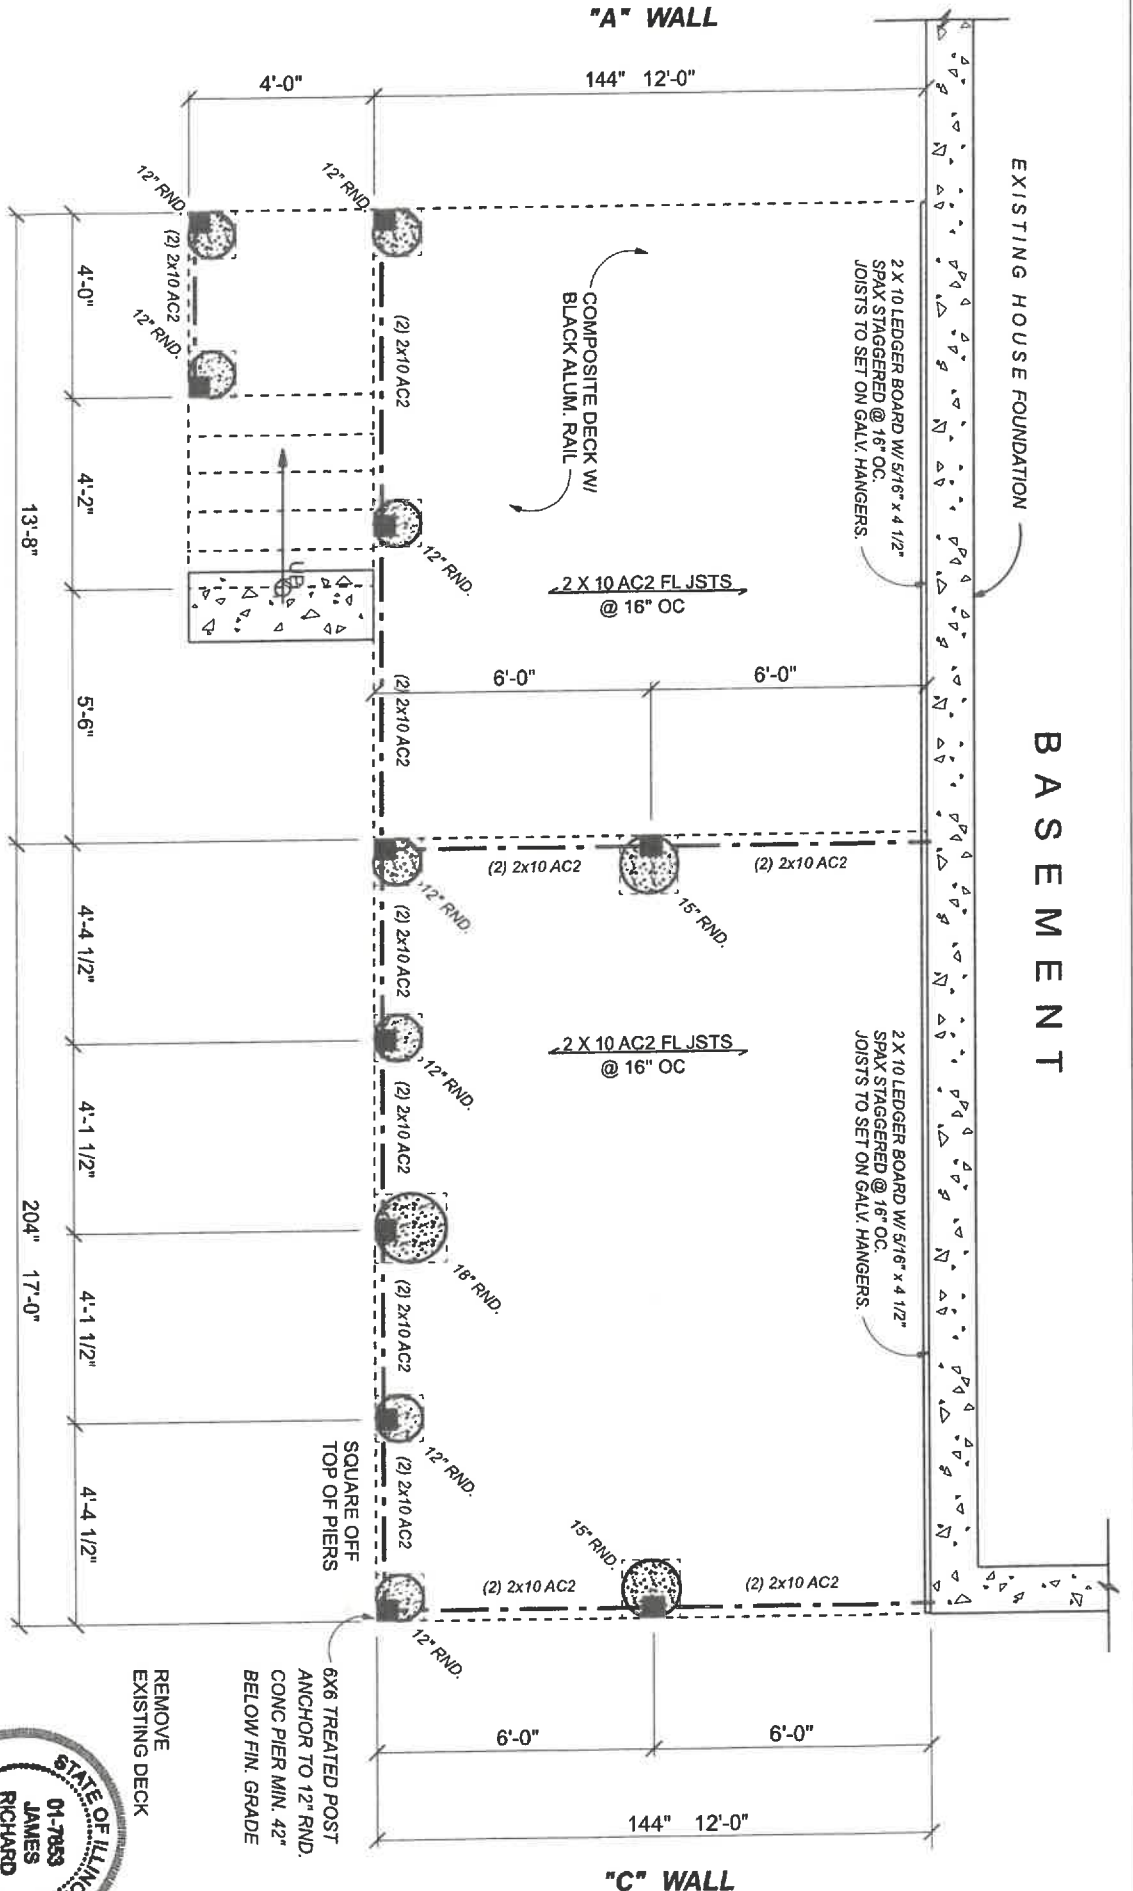 "A" WALL
144" 12'-0"
4'-0"
EXISTING HOUSE FOUNDATION
BASEMENT
2 X 10 LEDGER BOARD W/ 5/16" x 4 1/2"
SPAX STAGGERED @ 16" OC.
JOISTS TO SET ON GALV. HANGERS.
COMPOSITE DECK W/
BLACK ALUM. RAIL
12" RND.
12" RND.
(2) 2x10 AC2
12" RND.
(2) 2x10 AC2
12" RND.
2 X 10 AC2 FL JSTS
@ 16" OC
UP
6'-0"
6'-0"
(2) 2x10 AC2
4'-0"
4'-2"
5'-6"
13'-8"
(2) 2x10 AC2
(2) 2x10 AC2
12" RND.
15" RND.
(2) 2x10 AC2
12" RND.
2 X 10 AC2 FL JSTS
@ 16" OC
2 X 10 LEDGER BOARD W/ 5/16" x 4 1/2"
SPAX STAGGERED @ 16" OC.
JOISTS TO SET ON GALV. HANGERS.
(2) 2x10 AC2
18" RND.
(2) 2x10 AC2
12" RND.
(2) 2x10 AC2
15" RND.
(2) 2x10 AC2
(2) 2x10 AC2
12" RND.
4'-4 1/2"
4'-1 1/2"
4'-1 1/2"
4'-4 1/2"
204" 17'-0"
SQUARE OFF
TOP OF PIERS
6X6 TREATED POST
ANCHOR TO 12" RND.
CONC PIER MIN. 42"
BELOW FIN. GRADE
REMOVE
EXISTING DECK
6'-0"
6'-0"
144" 12'-0"
"C" WALL
STATE OF
01-7853
JAMES
RICHARD